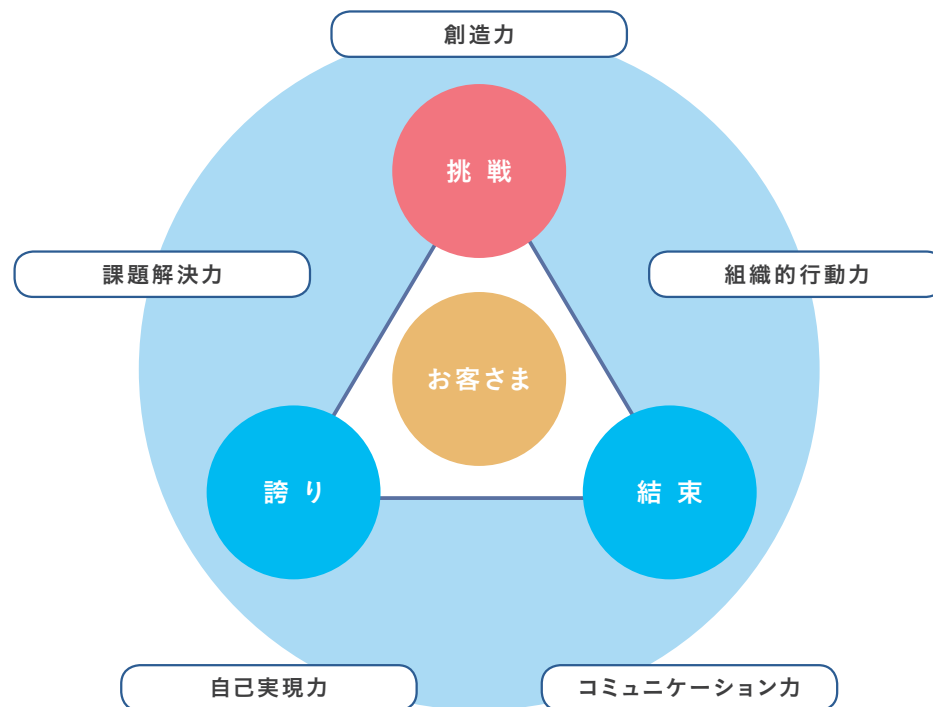 創造力
挑戦
課題解決力
組織的行動力
お客さま
誇り
結束
自己実現力
コミュニケーション力